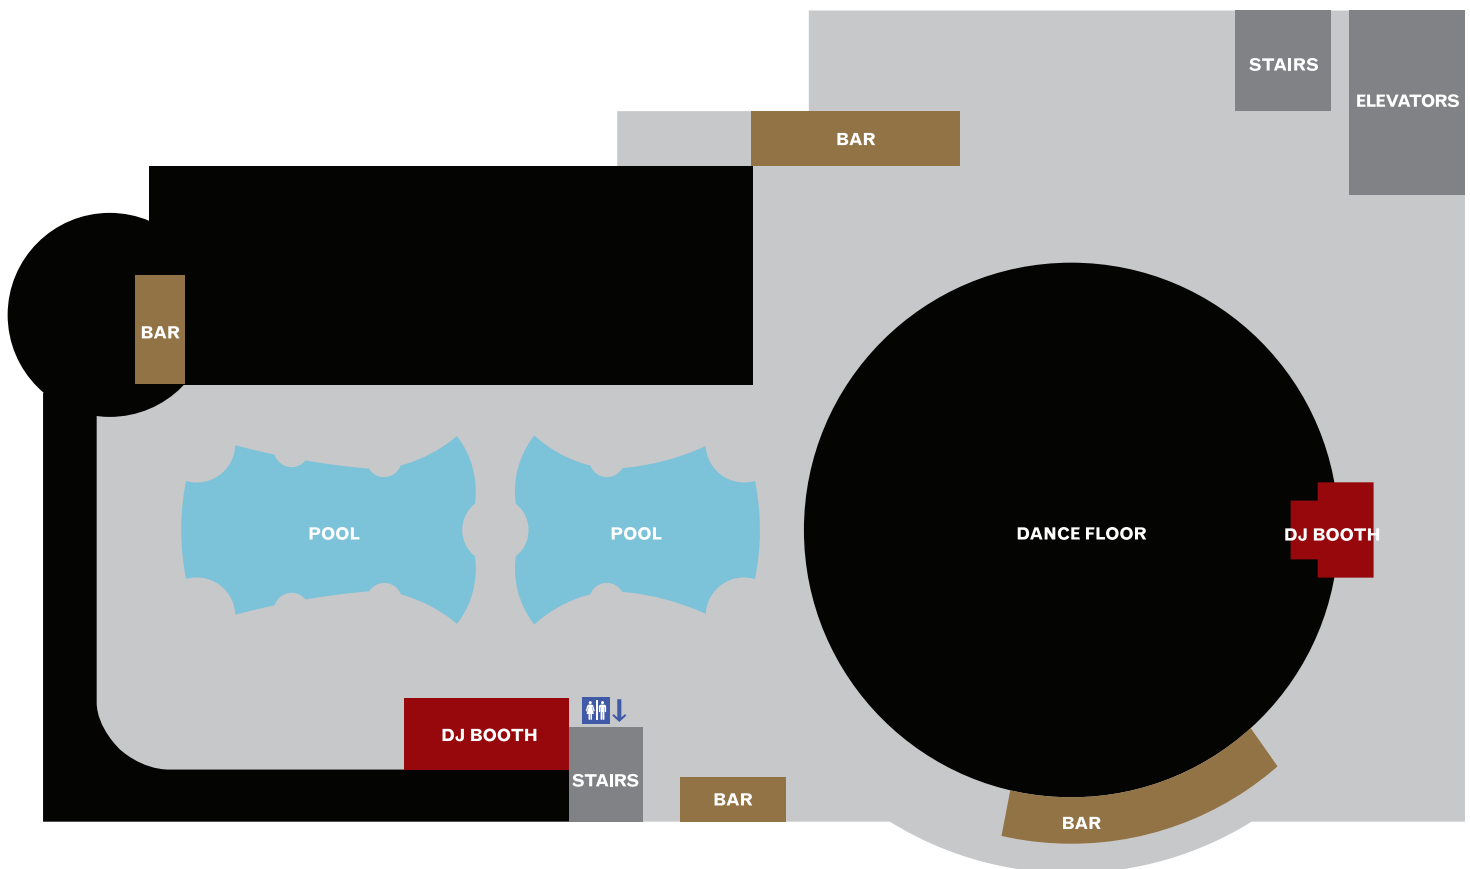 STAIRS
ELEVATORS
BAR
BAR
POOL
POOL
DANCE FLOOR
DJ BOOTH
DJ BOOTH
STAIRS
BAR
BAR